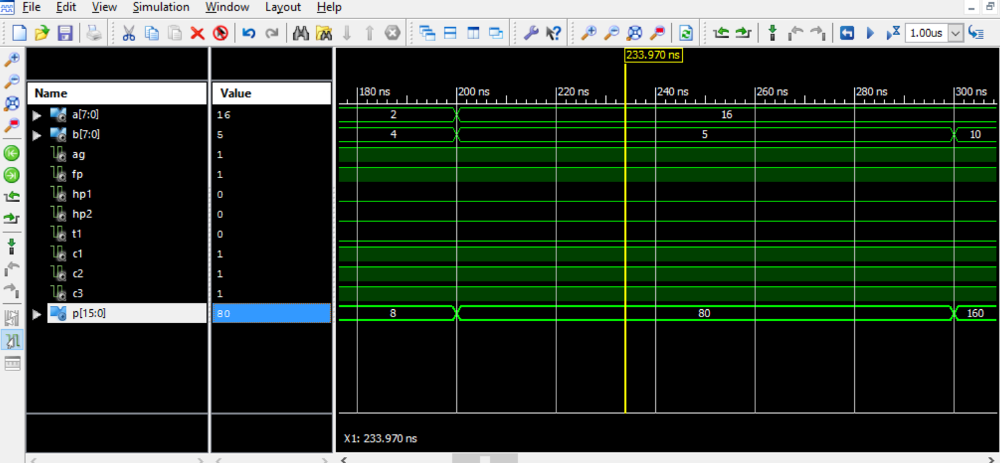 File Edit View Simulation Window Layout Help
1.00us
233.970 ns
Name Value 180 ns 200 ns 220 ns 240 ns 260 ns 280 ns 300 ns
a[7:0] 16 2 16
b[7:0] 5 4 5 10
ag 1
fp 1
hp1 0
hp2 0
t1 0
c1 1
c2 1
c3 1
p[15:0] 80 8 80 160
X1: 233.970 ns